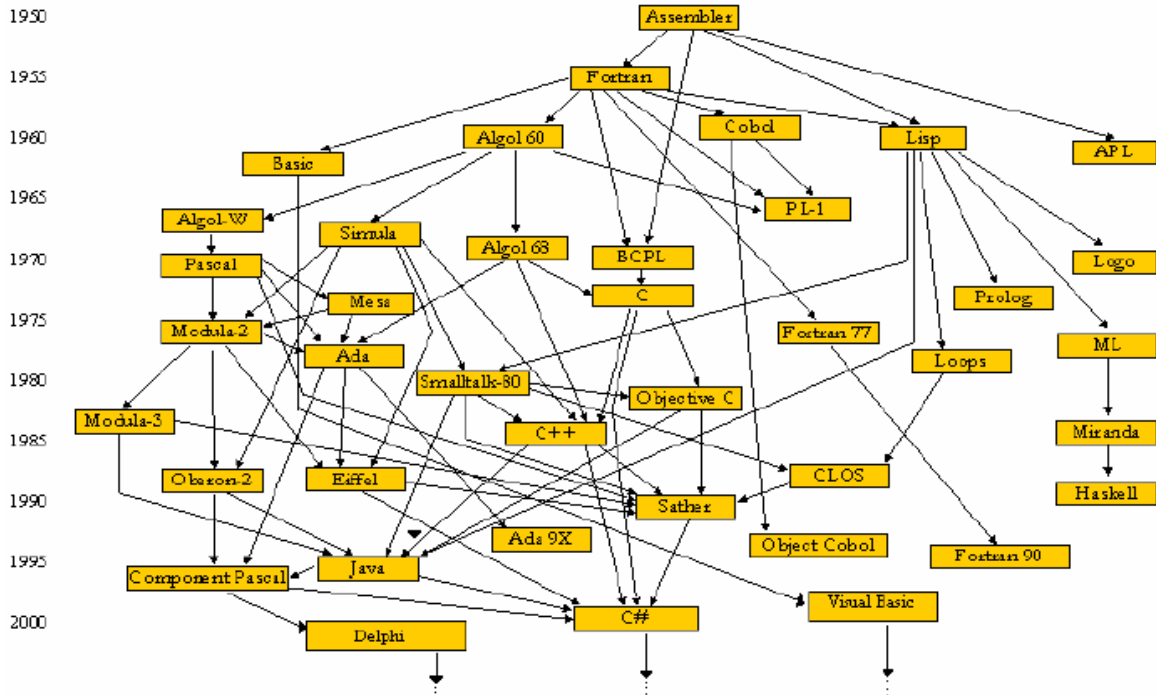 1950
Assembler
1955
Fortran
1960
Algol 60
Cobol
Lisp
Basic
APL
1965
Algol-W
Simula
PL-1
1970
Pascal
Algol 68
BCPL
Logo
Mesa
C
Prolog
1975
Modula-2
Ada
Fortran 77
Loops
ML
1980
Smalltalk-80
Objective C
Modula-3
C++
Miranda
1985
Oberon-2
Eiffel
CLOS
Haskell
1990
Sather
Ada 9X
Object Cobol
Fortran 90
1995
Component Pascal
Java
Visual Basic
2000
C#
Delphi